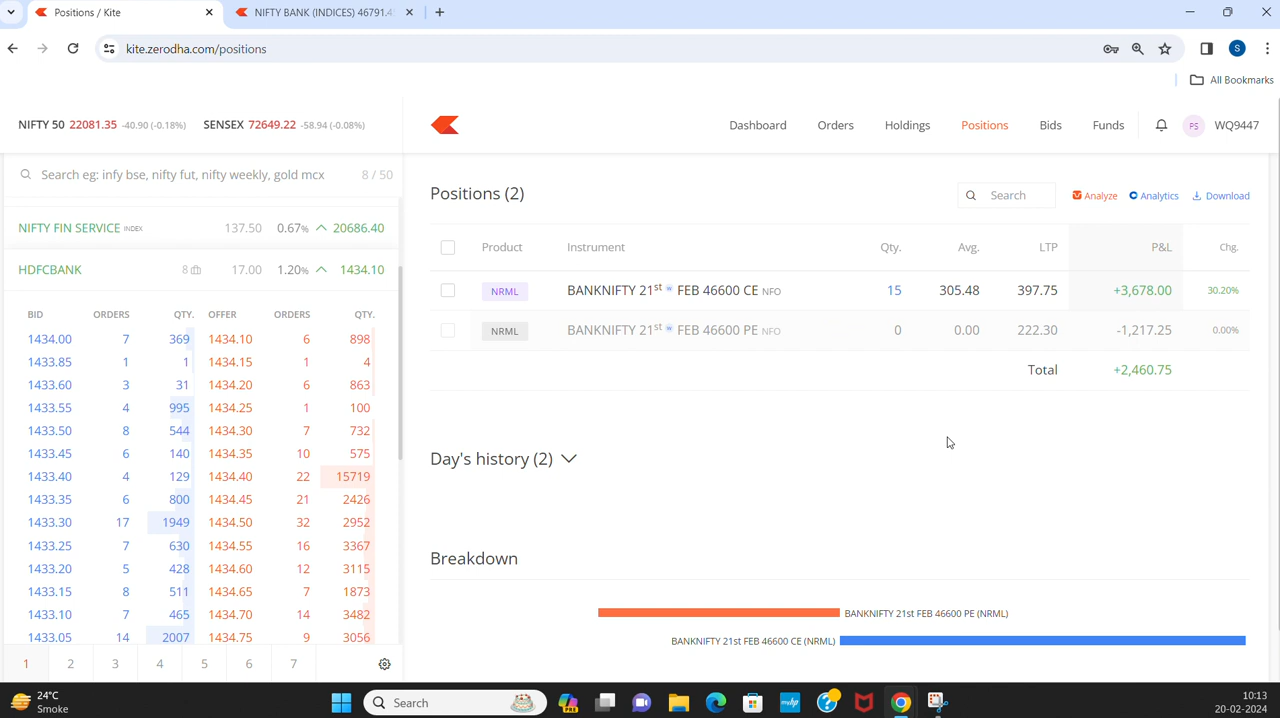 Positions / Kite
NIFTY BANK (INDICES) 46791.4
kite.zerodha.com/positions
S
All Bookmarks
NIFTY 50 22081.35 -40.90 (-0.18%) SENSEX 72649.22 -58.94 (-0.08%)
Dashboard Orders Holdings Positions Bids Funds PS WQ9447
Search eg: infy bse, nifty fut, nifty weekly, gold mcx 8 / 50
NIFTY FIN SERVICE INDEX 137.50 0.67% 20686.40
HDFCBANK 8 17.00 1.20% 1434.10
BID ORDERS QTY. OFFER ORDERS QTY.
1434.00 7 369 1434.10 6 898
1433.85 1 1 1434.15 1 4
1433.60 3 31 1434.20 6 863
1433.55 4 995 1434.25 1 100
1433.50 8 544 1434.30 7 732
1433.45 6 140 1434.35 10 575
1433.40 4 129 1434.40 22 15719
1433.35 6 800 1434.45 21 2426
1433.30 17 1949 1434.50 32 2952
1433.25 7 630 1434.55 16 3367
1433.20 5 428 1434.60 12 3115
1433.15 8 511 1434.65 7 1873
1433.10 7 465 1434.70 14 3482
1433.05 14 2007 1434.75 9 3056
1 2 3 4 5 6 7
Positions (2)
Search Analyze Analytics Download
Product Instrument Qty. Avg. LTP P&L Chg.
NRML BANKNIFTY 21st w FEB 46600 CE NFO 15 305.48 397.75 +3,678.00 30.20%
NRML BANKNIFTY 21st w FEB 46600 PE NFO 0 0.00 222.30 -1,217.25 0.00%
Total +2,460.75
Day's history (2)
Breakdown
BANKNIFTY 21st FEB 46600 PE (NRML)
BANKNIFTY 21st FEB 46600 CE (NRML)
24°C
Smoke
Search
PRE
10:13
20-02-2024